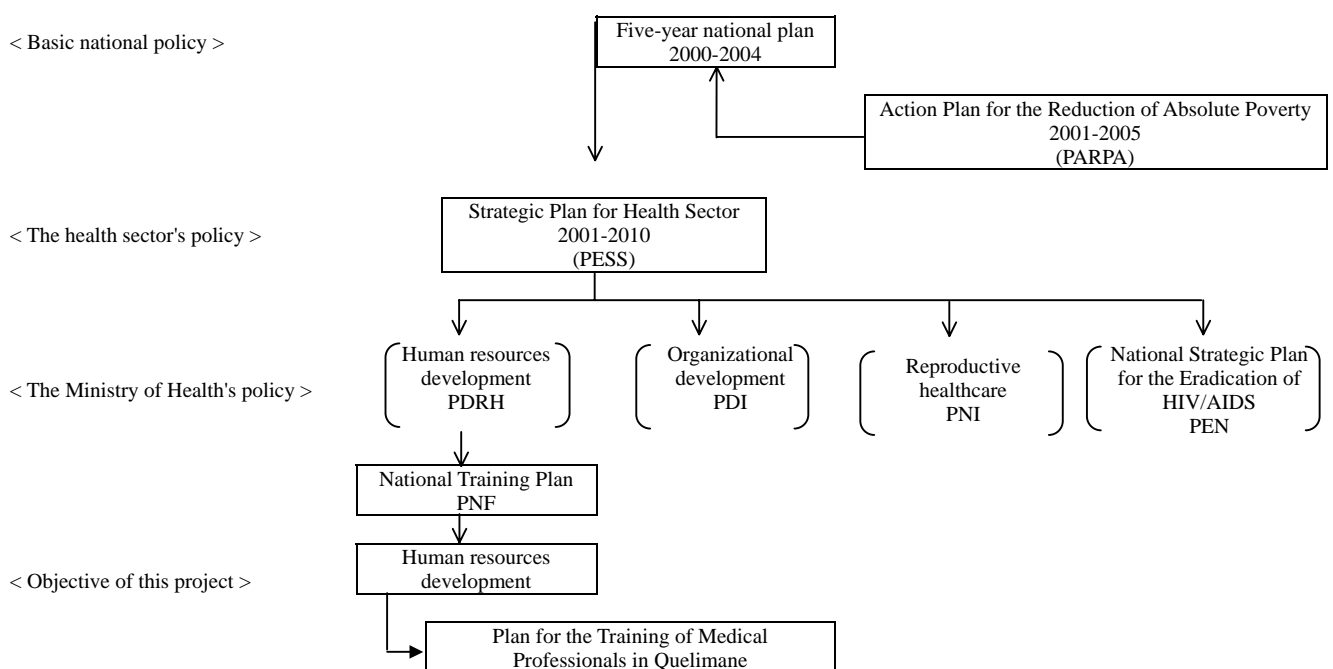 < Basic national policy >
Five-year national plan
2000-2004
Action Plan for the Reduction of Absolute Poverty
2001-2005
(PARPA)
< The health sector's policy >
Strategic Plan for Health Sector
2001-2010
(PESS)
< The Ministry of Health's policy >
Human resources
development
PDRH
Organizational
development
PDI
Reproductive
healthcare
PNI
National Strategic Plan
for the Eradication of
HIV/AIDS
PEN
National Training Plan
PNF
< Objective of this project >
Human resources
development
Plan for the Training of Medical
Professionals in Quelimane